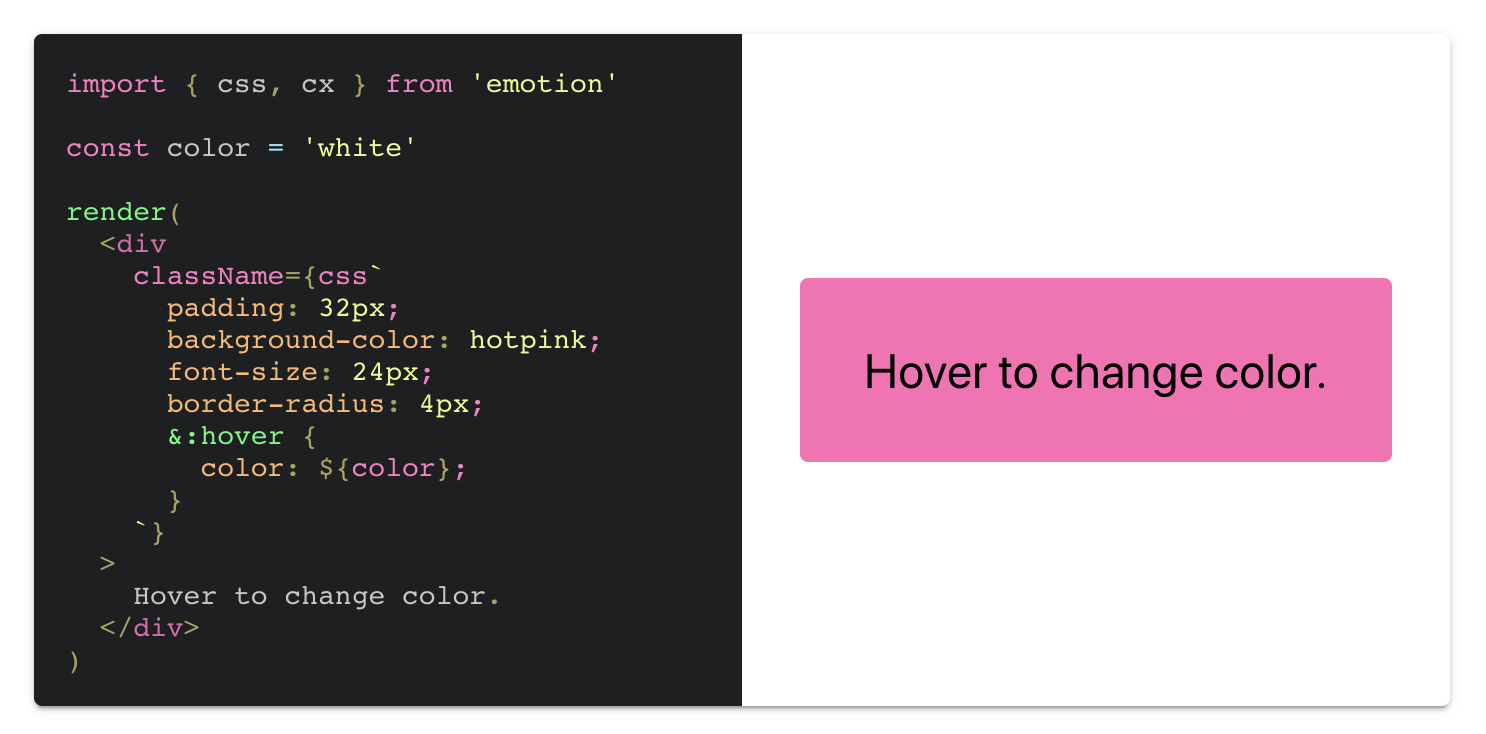 import { css, cx } from 'emotion'
const color = 'white'
render(
<div
className={css`
padding: 32px;
background-color: hotpink;
font-size: 24px;
border-radius: 4px;
&:hover {
color: ${color};
}
`}
>
Hover to change color.
</div>
)
Hover to change color.